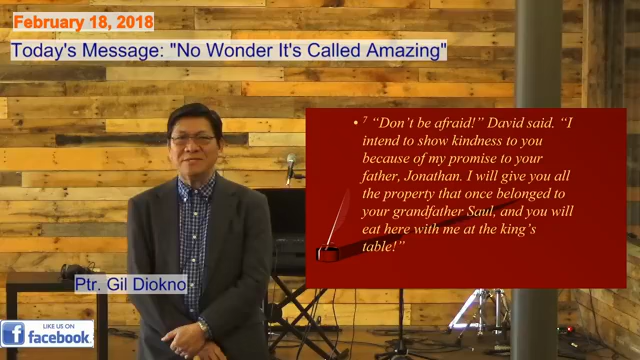 February 18, 2018
Today's Message: "No Wonder It's Called Amazing"
• 7 “Don’t be afraid!” David said. “I
intend to show kindness to you
because of my promise to your
father, Jonathan. I will give you all
the property that once belonged to
your grandfather Saul, and you will
eat here with me at the king’s
table!”
Ptr. Gil Diokno
LIKE US ON
facebook